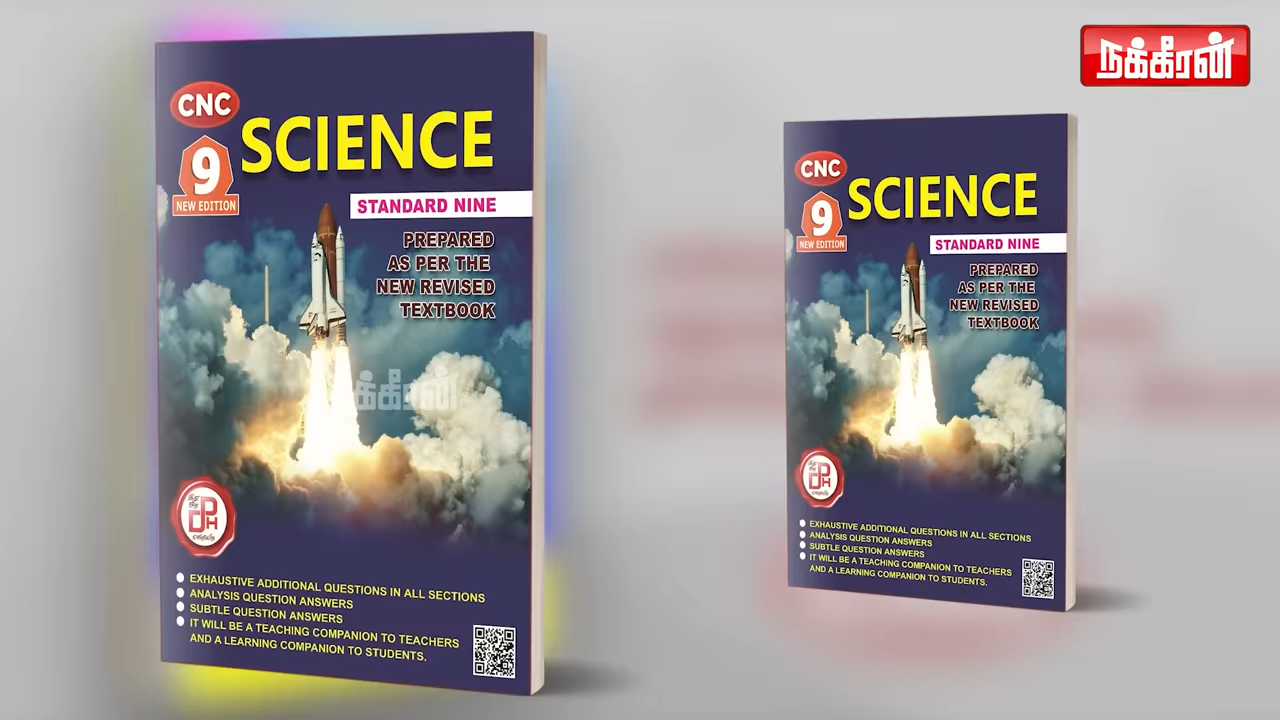 CNC
SCIENCE
9
NEW EDITION
STANDARD NINE
PREPARED
AS PER THE
NEW REVISED
TEXTBOOK
EXHAUSTIVE ADDITIONAL QUESTIONS IN ALL SECTIONS
ANALYSIS QUESTION ANSWERS
SUBTLE QUESTION ANSWERS
IT WILL BE A TEACHING COMPANION TO TEACHERS
AND A LEARNING COMPANION TO STUDENTS.
நக்கீரன்
CNC
SCIENCE
9
NEW EDITION
STANDARD NINE
PREPARED
AS PER THE
NEW REVISED
TEXTBOOK
EXHAUSTIVE ADDITIONAL QUESTIONS IN ALL SECTIONS
ANALYSIS QUESTION ANSWERS
SUBTLE QUESTION ANSWERS
IT WILL BE A TEACHING COMPANION TO TEACHERS
AND A LEARNING COMPANION TO STUDENTS.